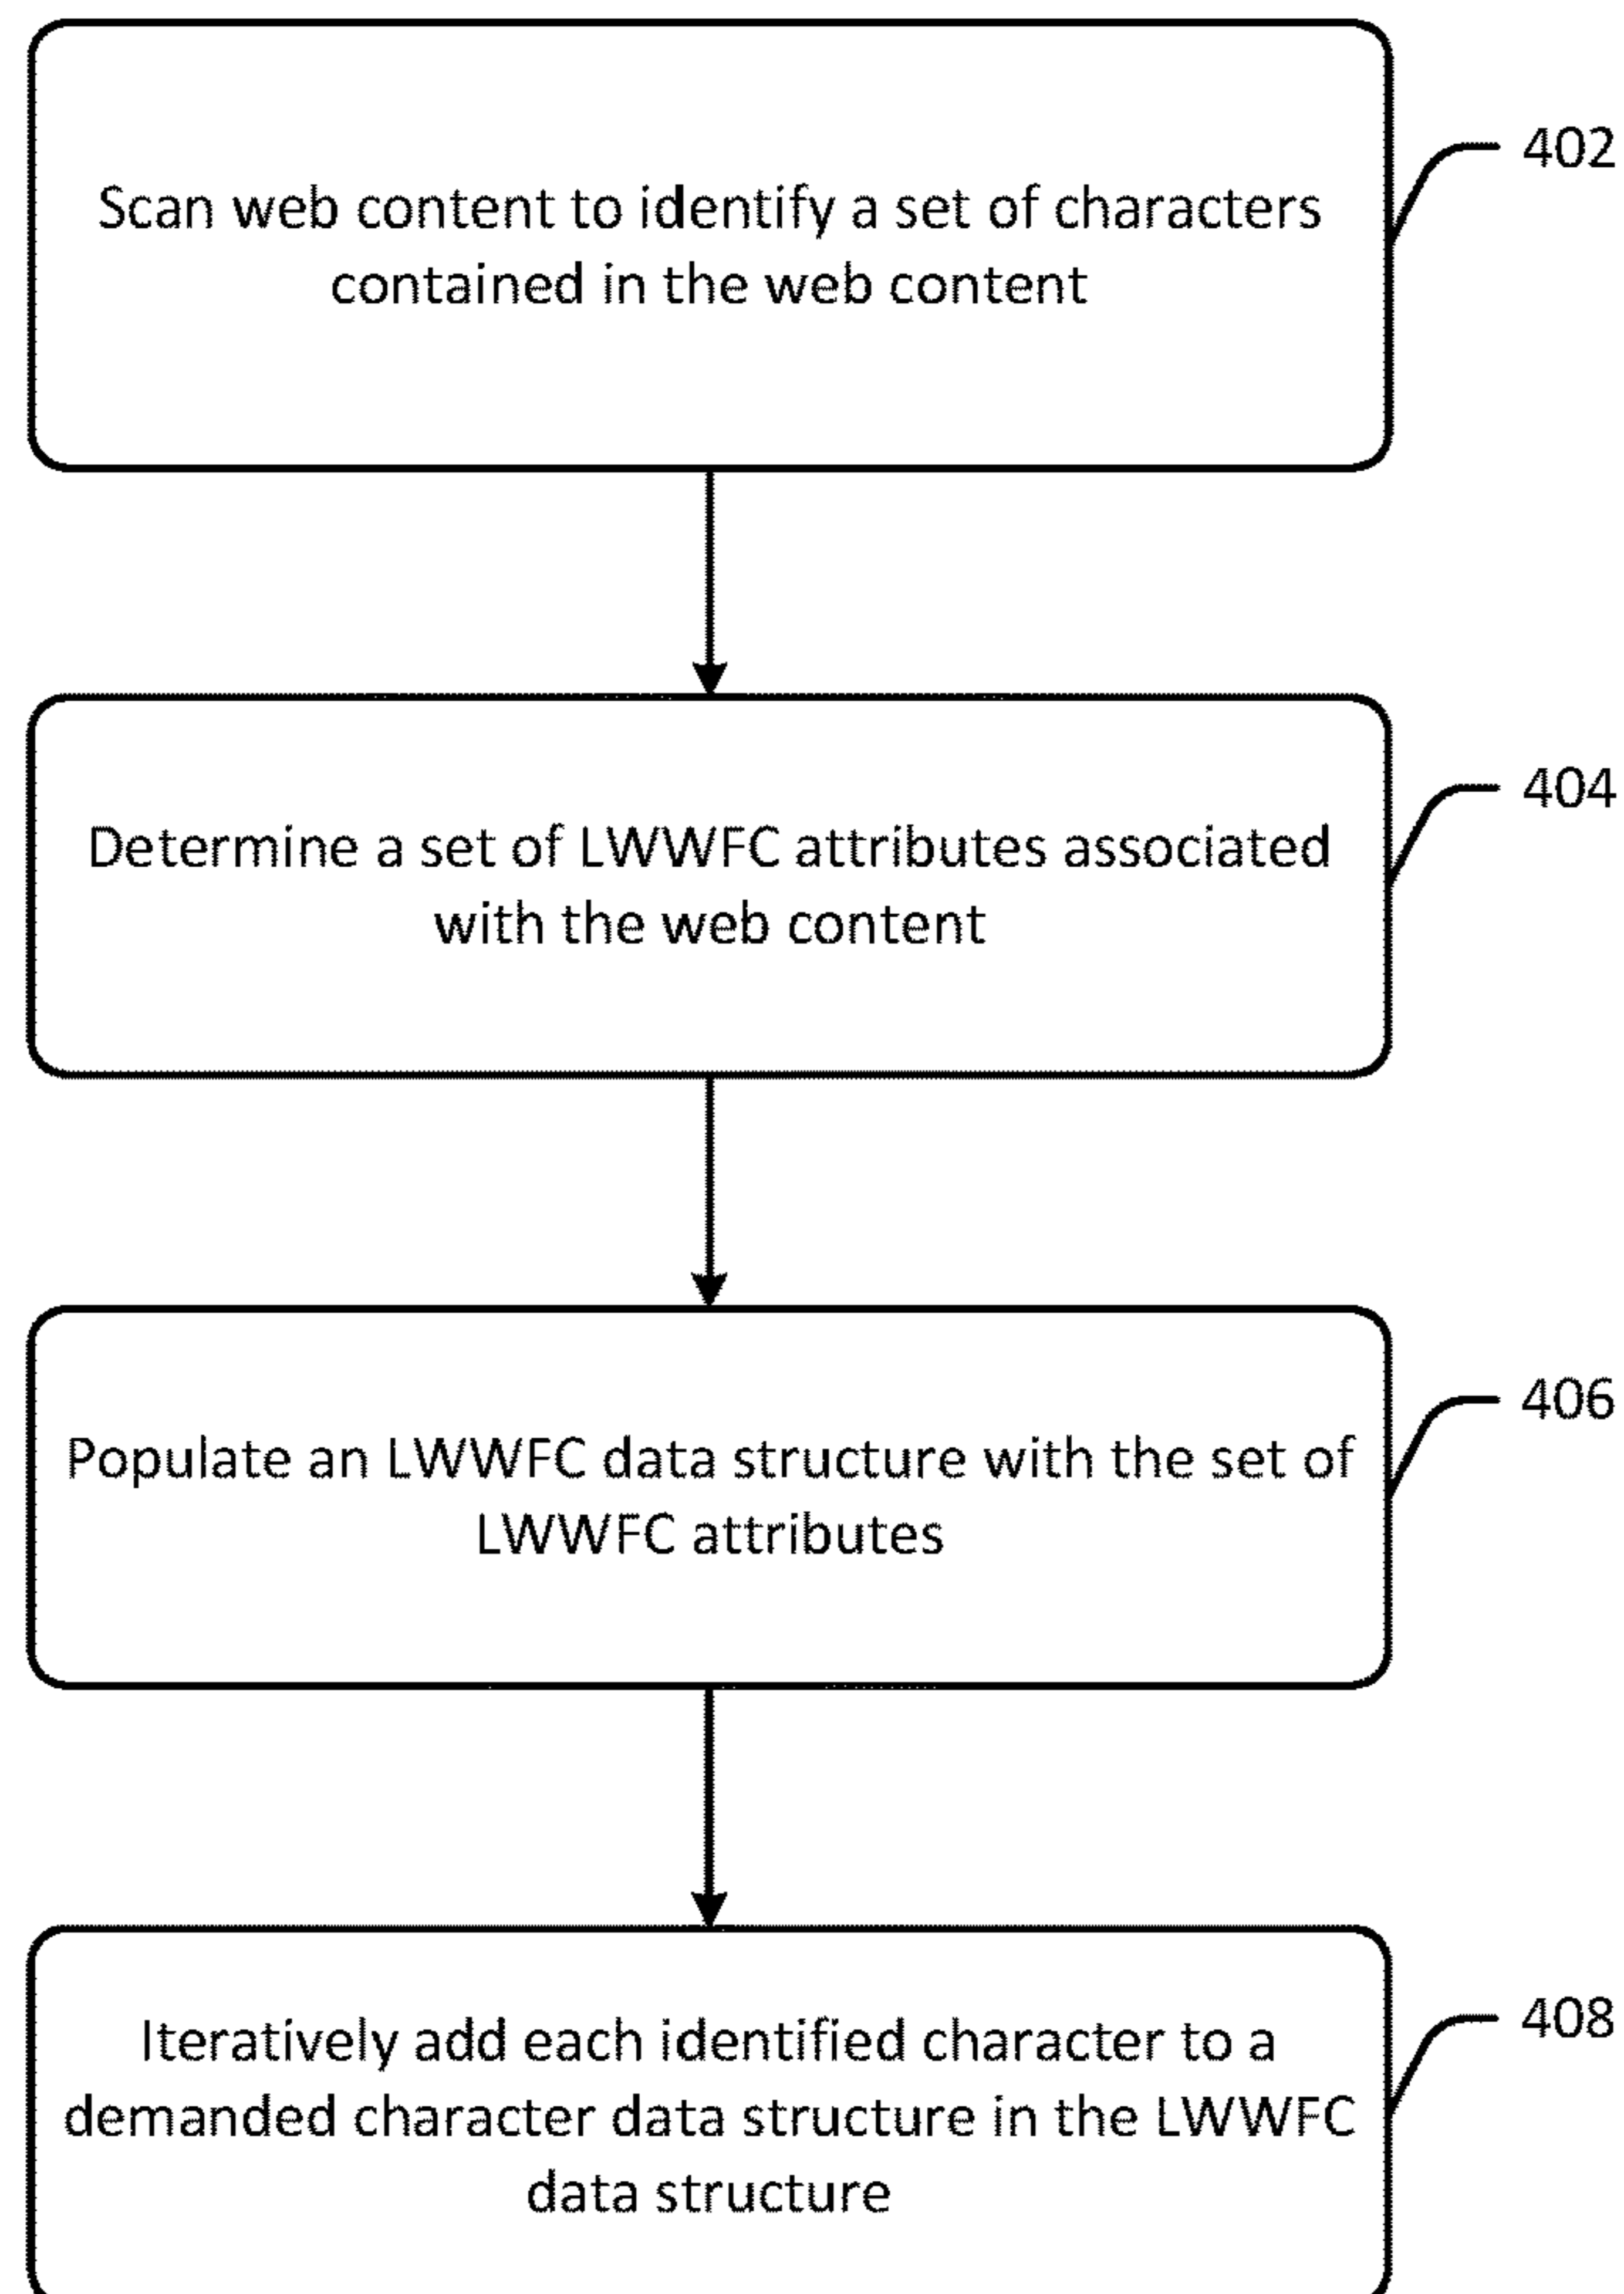 Scan web content to identify a set of characters
contained in the web content
402
Determine a set of LWWFC attributes associated
with the web content
404
Populate an LWWFC data structure with the set of
LWWFC attributes
406
Iteratively add each identified character to a
demanded character data structure in the LWWFC
data structure
408